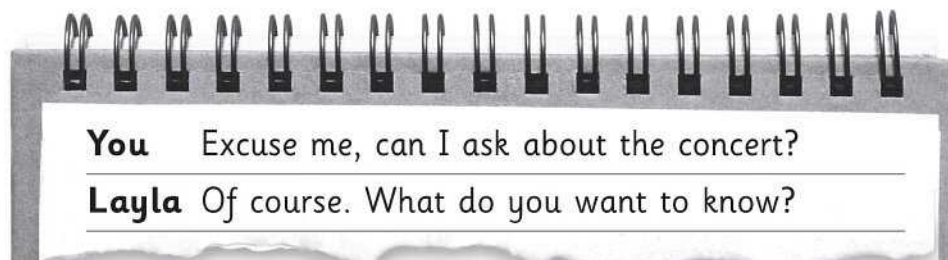 You Excuse me, can I ask about the concert?
Layla Of course. What do you want to know?